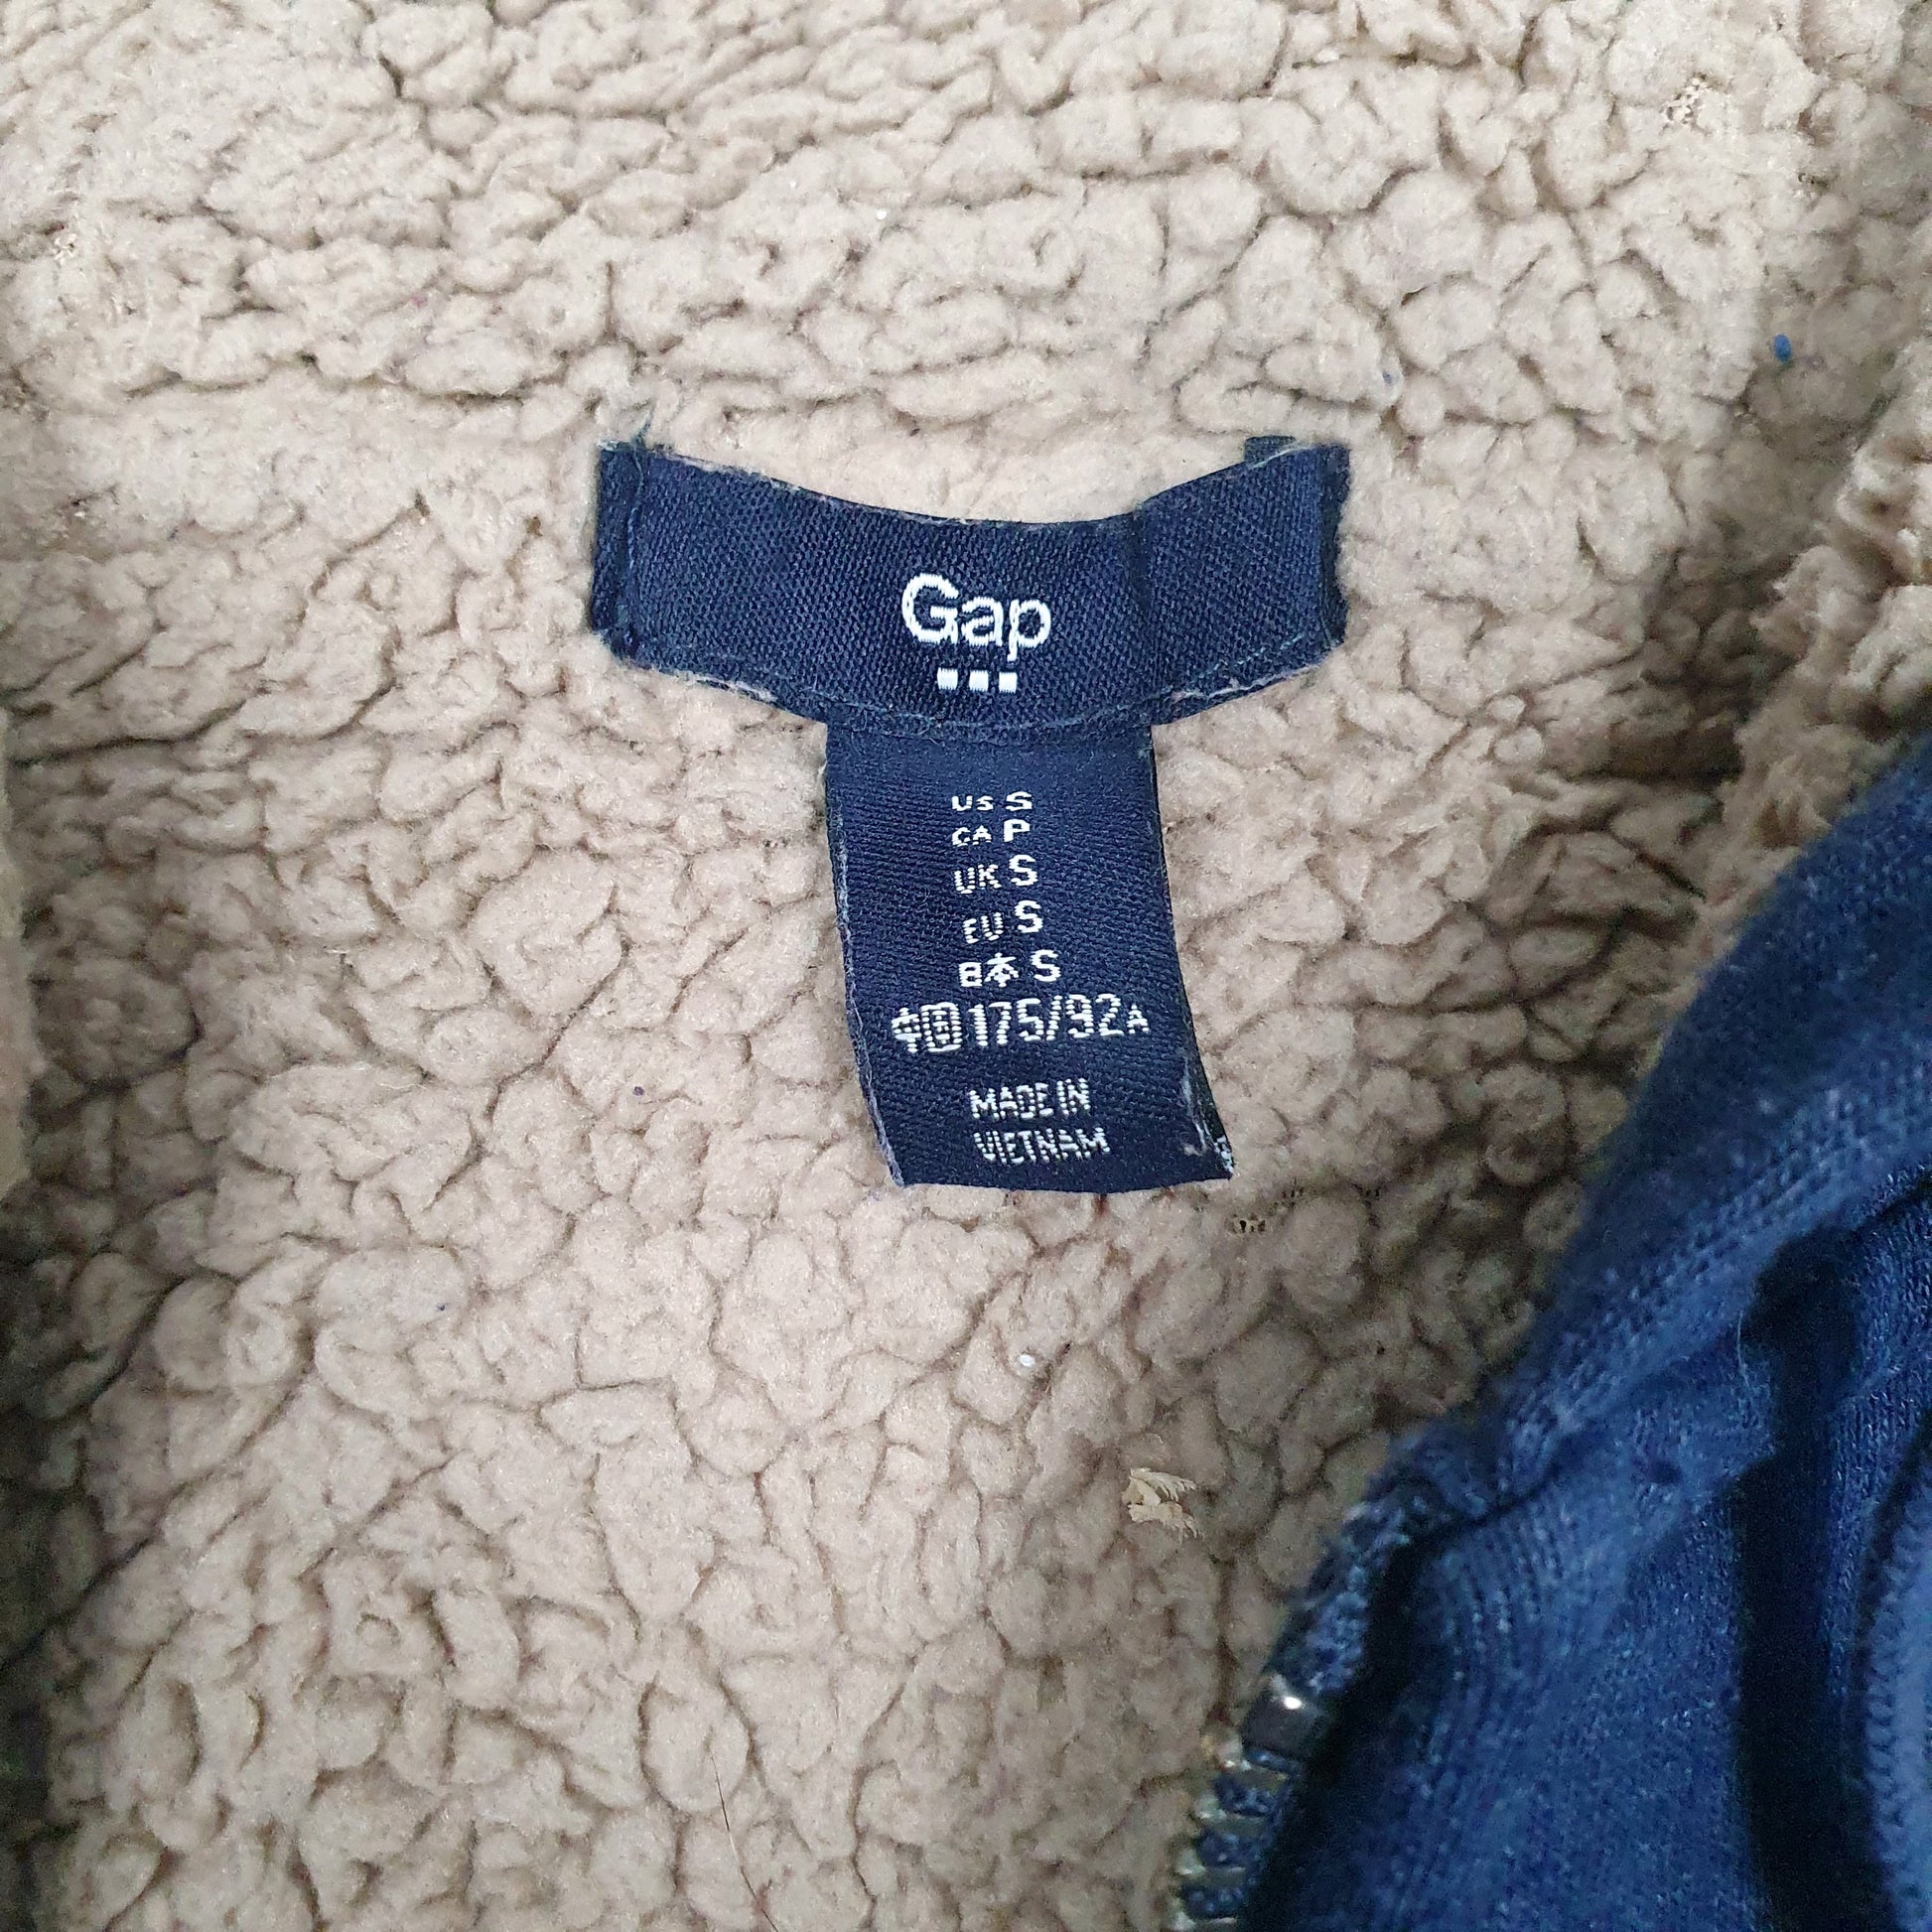 Gap
US S
CA P
UK S
EU S
日本 S
中国 175/92A
MADE IN
VIETNAM